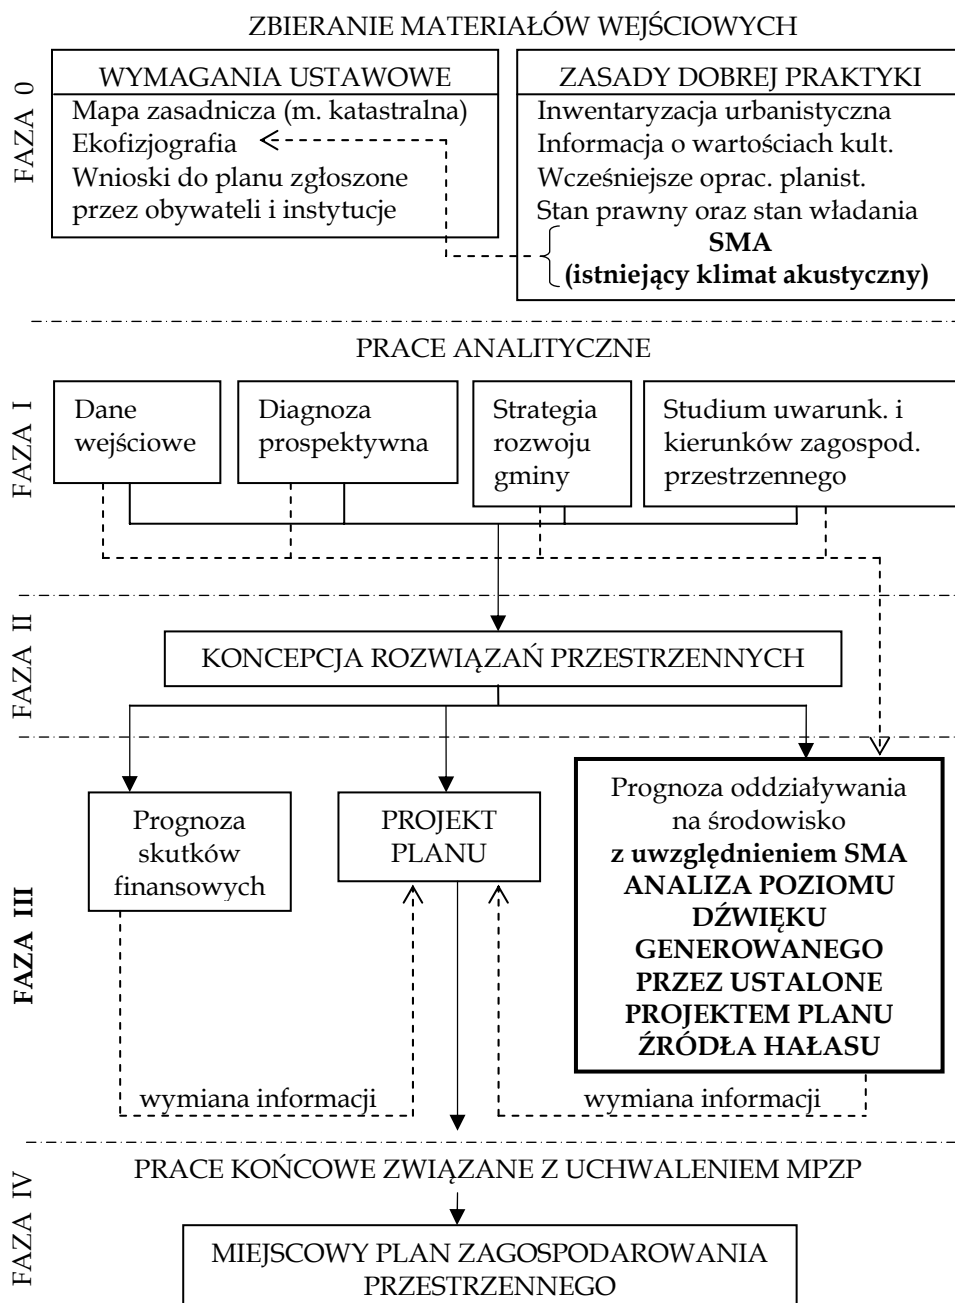 ZBIERANIE MATERIAŁÓW WEJŚCIOWYCH
FAZA 0
WYMAGANIA USTAWOWE
Mapa zasadnicza (m. katastralna)
Ekofizjografia
Wnioski do planu zgłoszone
przez obywateli i instytucje
ZASADY DOBREJ PRAKTYKI
Inwentaryzacja urbanistyczna
Informacja o wartościach kult.
Wcześniejsze oprac. planist.
Stan prawny oraz stan władania
SMA
(istniejący klimat akustyczny)
PRACE ANALITYCZNE
FAZA I
Dane
wejściowe
Diagnoza
prospektywna
Strategia
rozwoju
gminy
Studium uwarunk. i
kierunków zagospod.
przestrzennego
FAZA II
KONCEPCJA ROZWIĄZAŃ PRZESTRZENNYCH
FAZA III
Prognoza
skutków
finansowych
PROJEKT
PLANU
Prognoza oddziaływania
na środowisko
z uwzględnieniem SMA
ANALIZA POZIOMU
DŹWIĘKU
GENEROWANEGO
PRZEZ USTALONE
PROJEKTEM PLANU
ŹRÓDŁA HAŁASU
wymiana informacji
wymiana informacji
FAZA IV
PRACE KOŃCOWE ZWIĄZANE Z UCHWALENIEM MPZP
MIEJSCOWY PLAN ZAGOSPODAROWANIA
PRZESTRZENNEGO